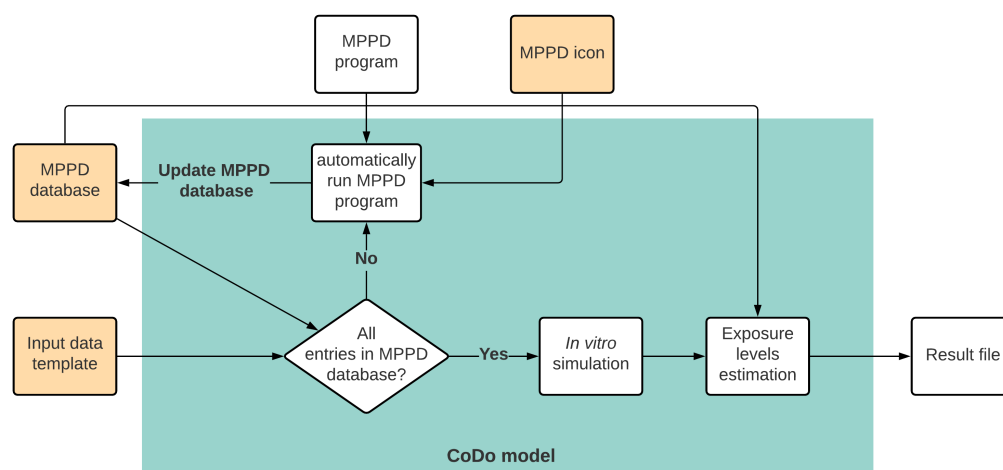 MPPD
program
MPPD icon
MPPD
database
Update MPPD
database
automatically
run MPPD
program
No
Input data
template
All
entries in MPPD
database?
Yes
In vitro
simulation
Exposure
levels
estimation
Result file
CoDo model